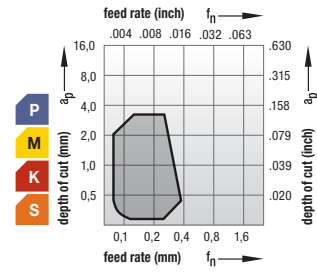 feed rate (inch) fn
.004 .008 .016 .032 .063
16,0 .630
8,0 .315
4,0 .158
2,0 .079
1,0 .039
0,5 .020
ap
depth of cut (mm)
ap
depth of cut (inch)
P
M
K
S
0,1 0,2 0,4 0,8 1,6
feed rate (mm) fn